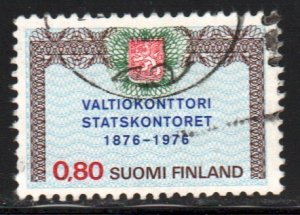 VALTIOKONTTORI
STATSKONTORET
1876-1976
0,80 SUOMI FINLAND